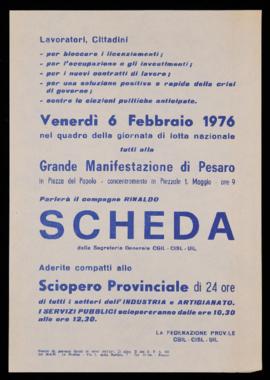 Lavoratori, Cittadini
- per bloccare i licenziamenti ;
- per l'occupazione e gli investimenti ;
- per i nuovi contratti di lavoro ;
- per una soluzione positiva e rapida della crisi
di governo ;
- contro le elezioni politiche anticipate.
Venerdì 6 Febbraio 1976
nel quadro della giornata di lotta nazionale
tutti alla
Grande Manifestazione di Pesaro
in Piazza del Popolo - concentramento in Piazzale 1. Maggio - ore 9
Parlerà il compagno RINALDO
SCHEDA
della Segreteria Generale CGIL - CISL - UIL
Aderite compatti allo
Sciopero Provinciale di 24 ore
di tutti i settori dell'INDUSTRIA e ARTIGIANATO.
I SERVIZI PUBBLICI sciopereranno dalle ore 10,30
alle ore 12,30.
LA FEDERAZIONE PROV.LE
CGIL - CISL - UIL